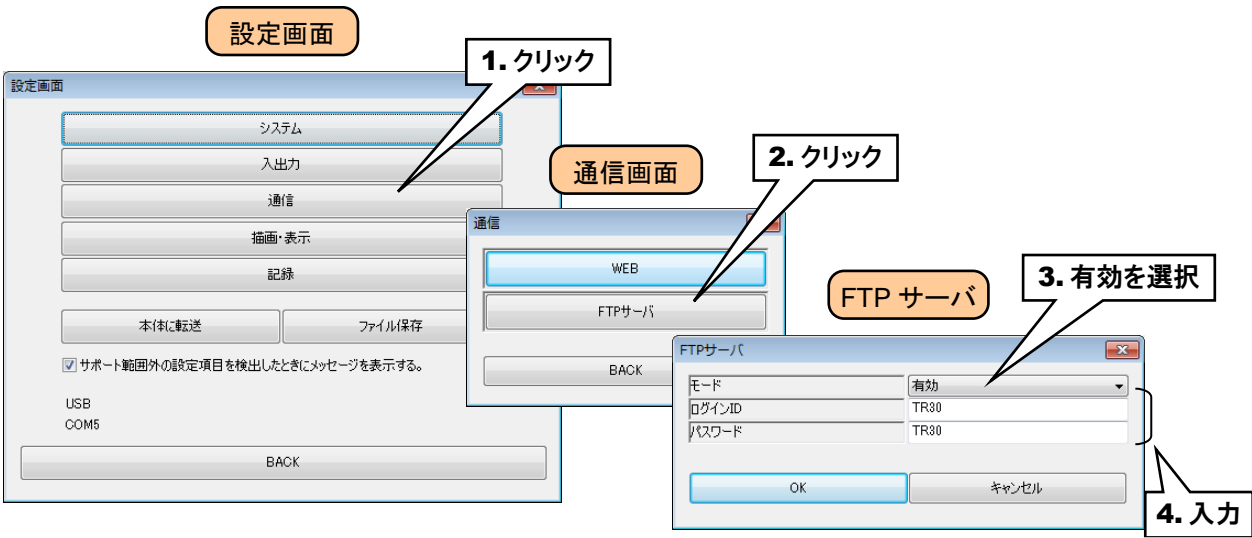 設定画面
1. クリック
設定画面
システム
入出力
通信
描画・表示
記録
本体に転送
ファイル保存
サポート範囲外の設定項目を検出したときにメッセージを表示する。
USB
COM5
BACK
通信画面
2. クリック
通信
WEB
FTPサーバ
BACK
FTP サーバ
3. 有効を選択
FTPサーバ
モード
有効
ログインID
TR30
パスワード
TR30
OK
キャンセル
4. 入力